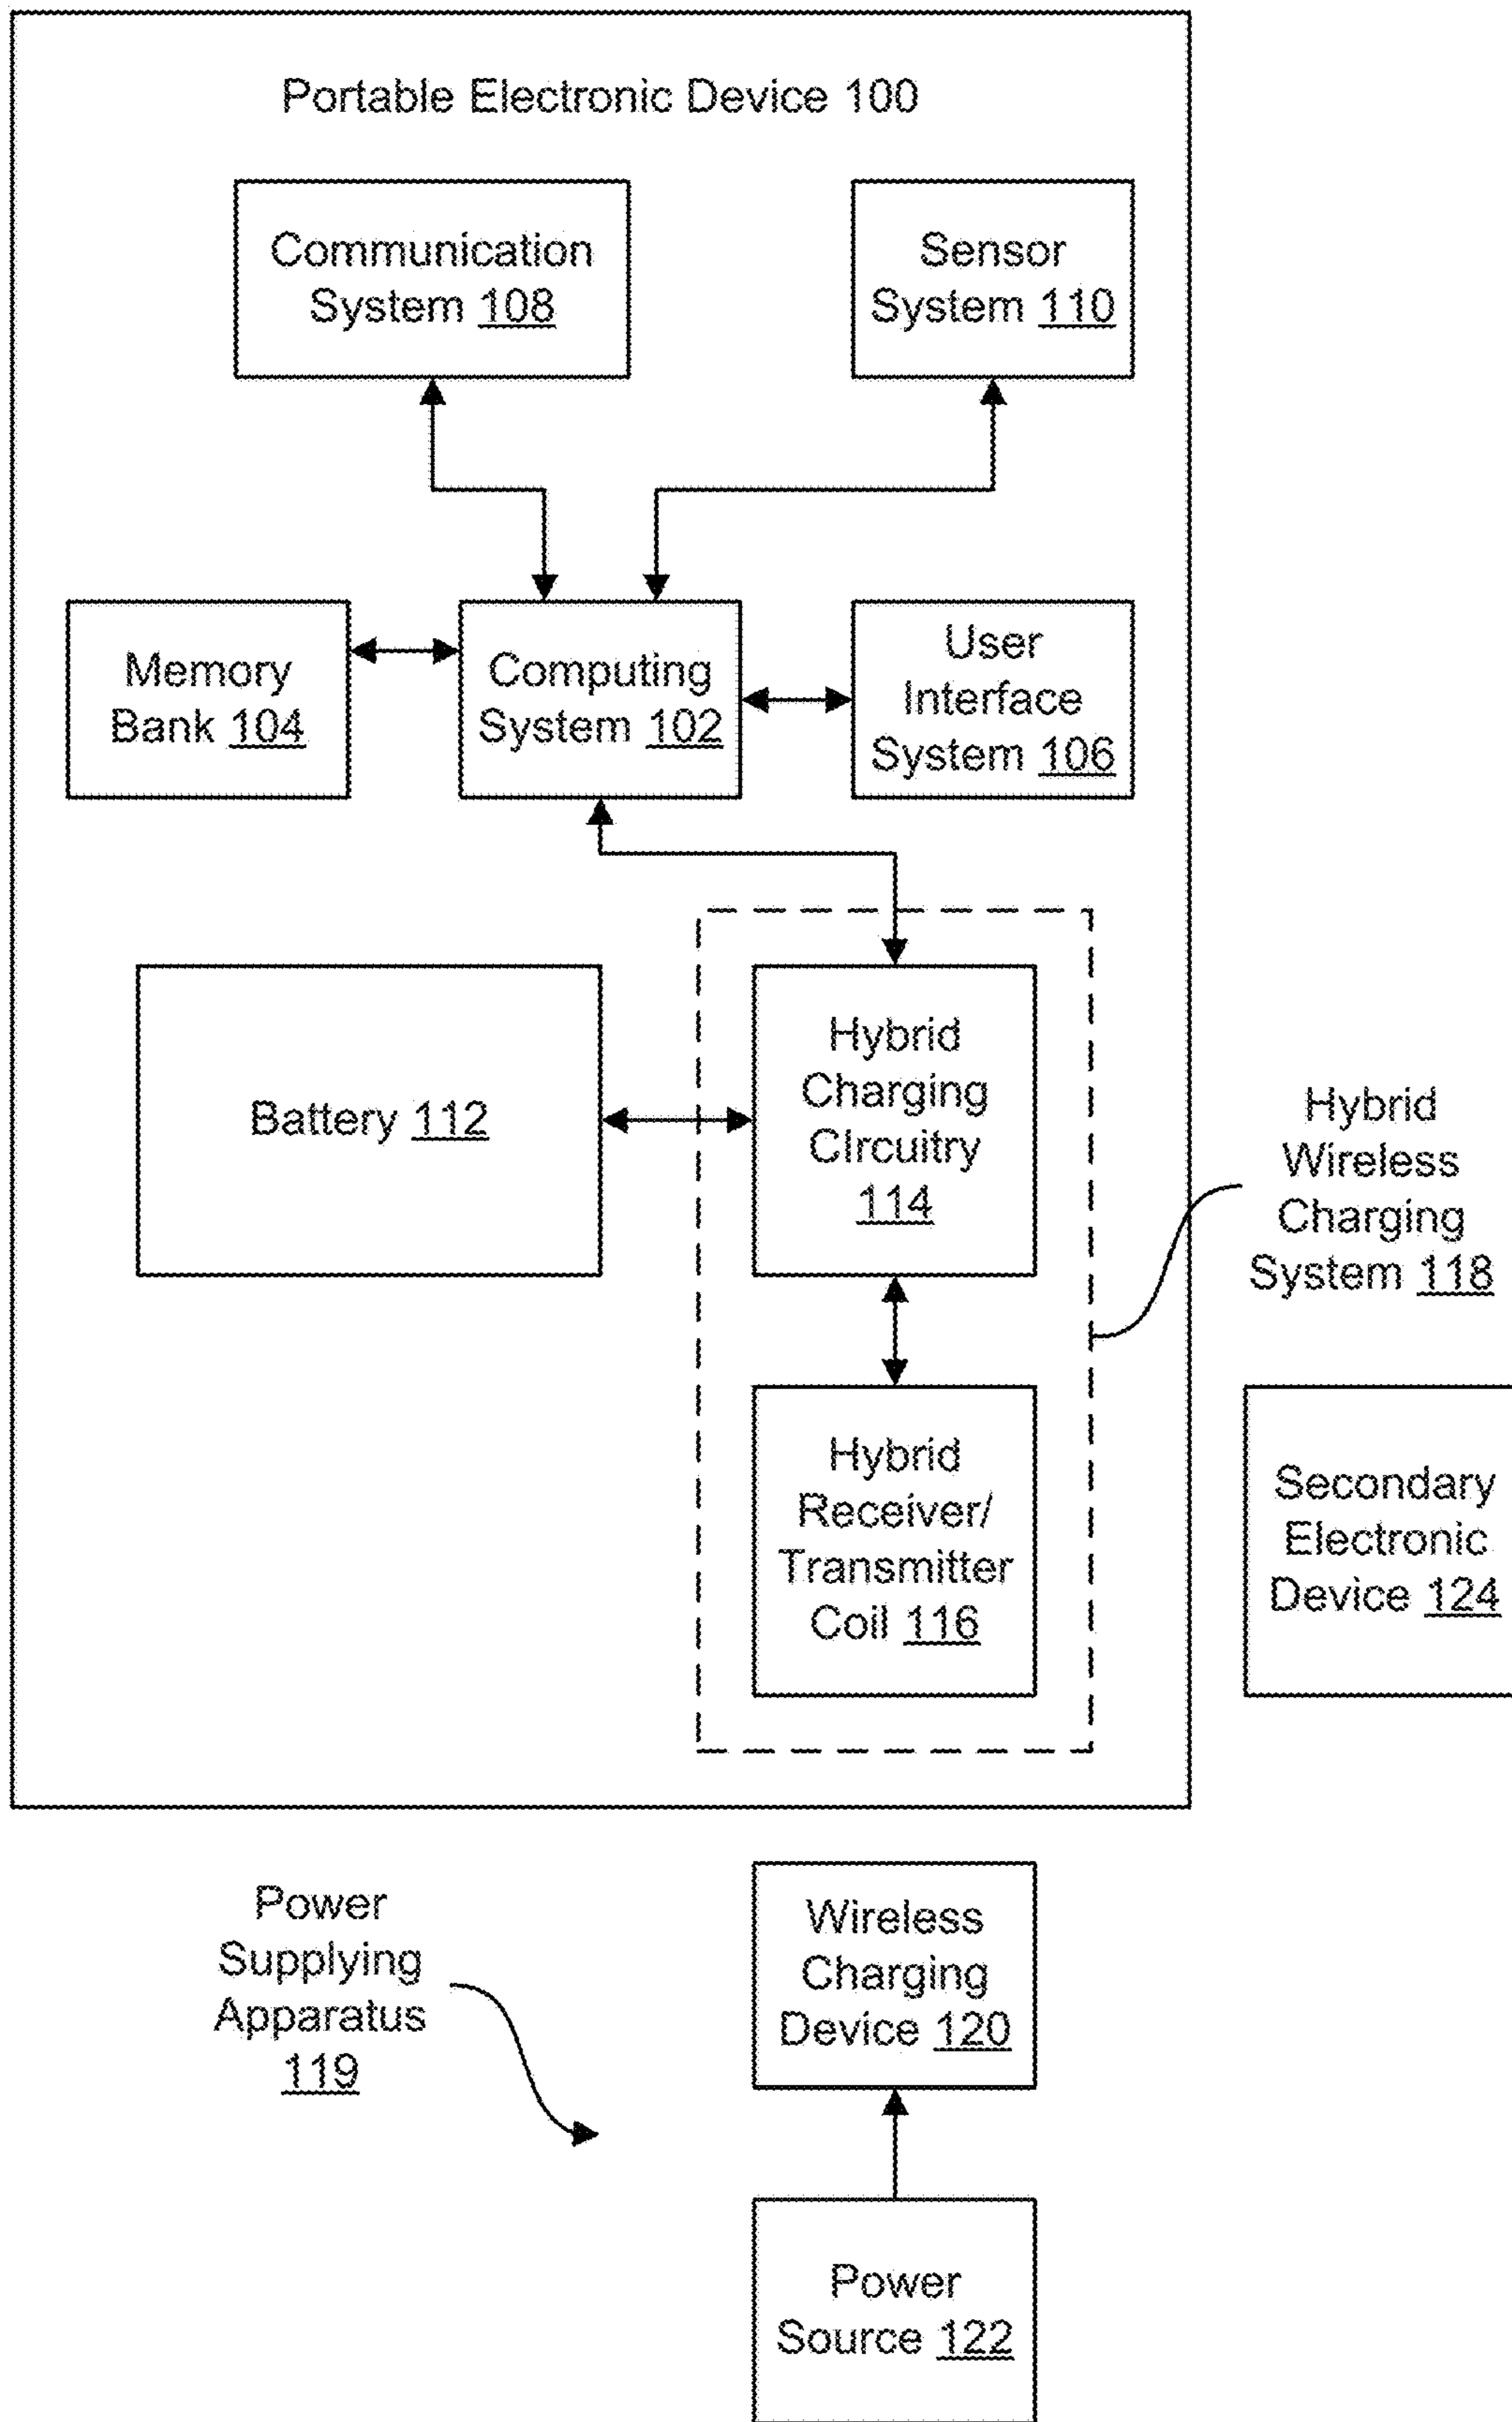 Portable Electronic Device 100
Communication
System 108
Sensor
System 110
Memory
Bank 104
Computing
System 102
User
Interface
System 106
Battery 112
Hybrid
Charging
CIrcuitry
114
Hybrid
Wireless
Charging
System 118
Hybrid
Receiver/
Transmitter
Coil 116
Secondary
Electronic
Device 124
Power
Supplying
Apparatus
119
Wireless
Charging
Device 120
Power
Source 122